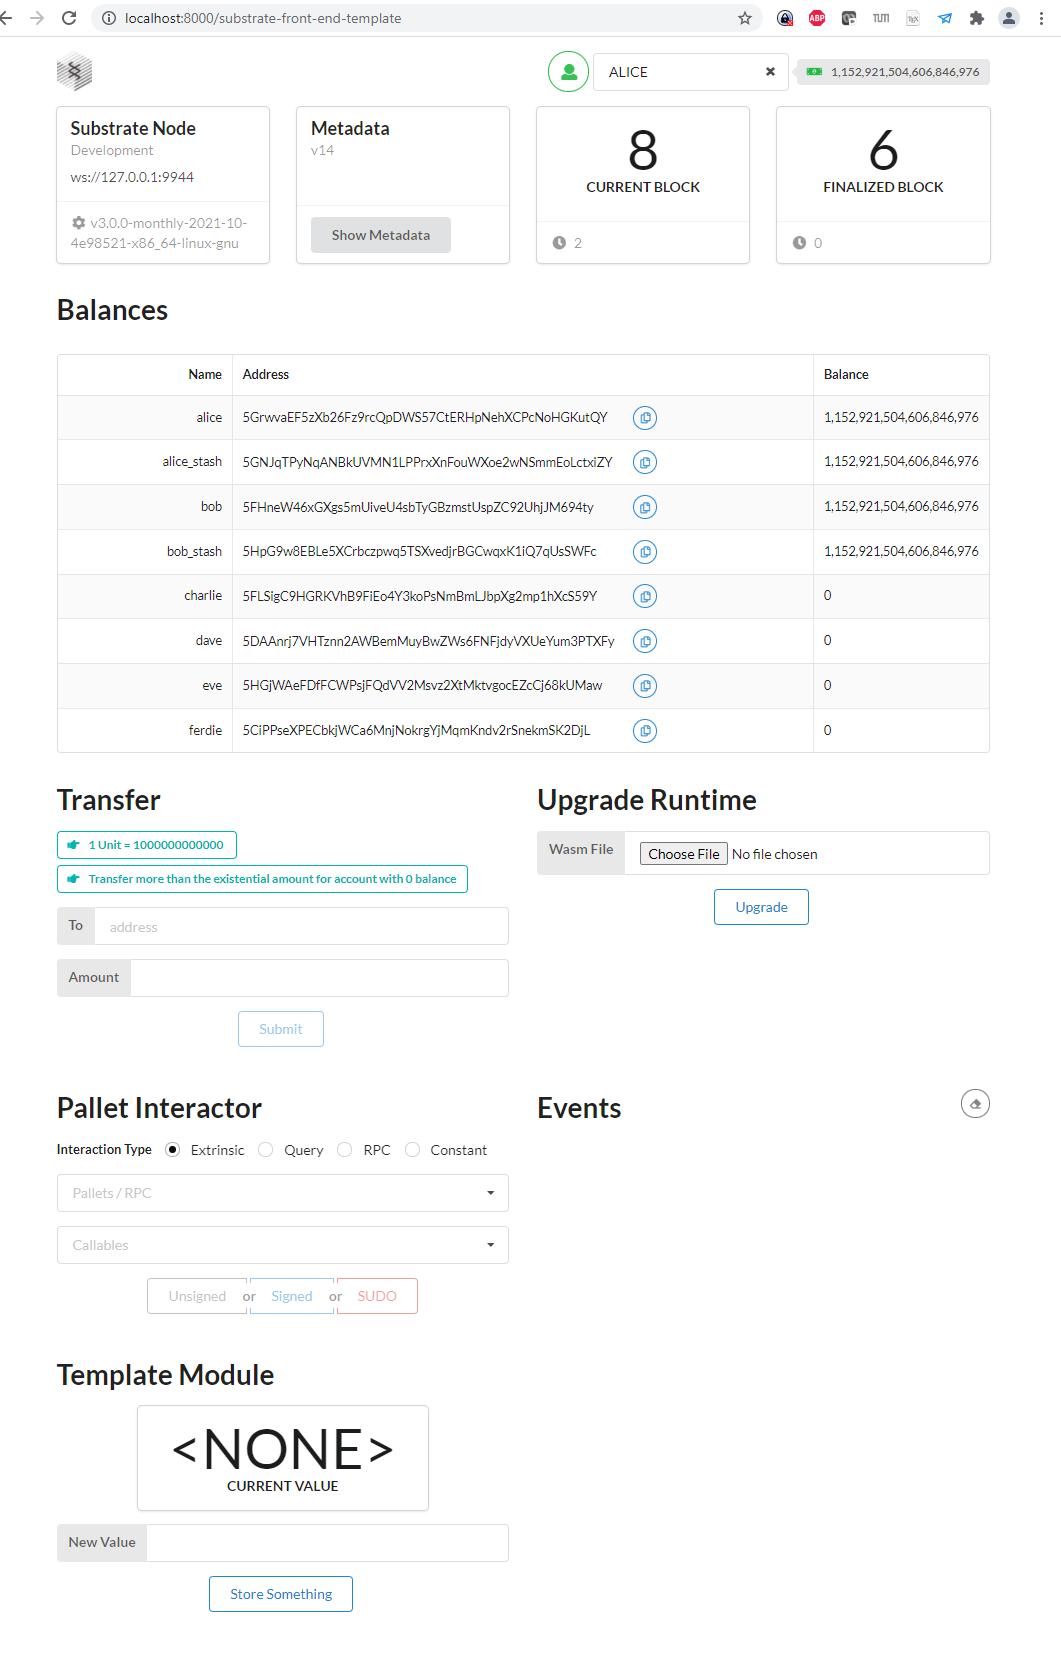 localhost:8000/substrate-front-end-template
ABP
TUTI
TEX
ALICE
1,152,921,504,606,846,976
Substrate Node
Development
ws://127.0.0.1:9944
v3.0.0-monthly-2021-10-
4e98521-x86_64-linux-gnu
Metadata
v14
Show Metadata
8
CURRENT BLOCK
2
6
FINALIZED BLOCK
0
Balances
Name Address Balance
alice 5GrwvaEF5zXb26Fz9rcQpDWS57CtERHpNehXCPcNoHGKutQY 1,152,921,504,606,846,976
alice_stash 5GNJqTPyNqANBkUVMN1LPPrxXnFouWXoe2wNSmmEoLctxiZY 1,152,921,504,606,846,976
bob 5FHneW46xGXgs5mUiveU4sbTyGBzmstUspZC92UhjJM694ty 1,152,921,504,606,846,976
bob_stash 5HpG9w8EBLe5XCrbczpwq5TSXvedjrBGCwqxK1iQ7qUsSWFc 1,152,921,504,606,846,976
charlie 5FLSigC9HGRKVhB9FiEo4Y3koPsNmBmLJbpXg2mp1hXcS59Y 0
dave 5DAAnrj7VHTznn2AWBemMuyBwZWs6FNFjdyVXUeYum3PTXFy 0
eve 5HGjWAeFDfFCWPsjFQdVV2Msvz2XtMktvgocEZcCj68kUMaw 0
ferdie 5CiPPseXPECbkjWCa6MnjNokrgYjMqmKndv2rSnekmSK2DjL 0
Transfer
1 Unit = 1000000000000
Transfer more than the existential amount for account with 0 balance
To address
Amount
Submit
Upgrade Runtime
Wasm File Choose File No file chosen
Upgrade
Pallet Interactor
Interaction Type Extrinsic Query RPC Constant
Pallets / RPC
Callables
Unsigned or Signed or SUDO
Events
Template Module
<NONE>
CURRENT VALUE
New Value
Store Something